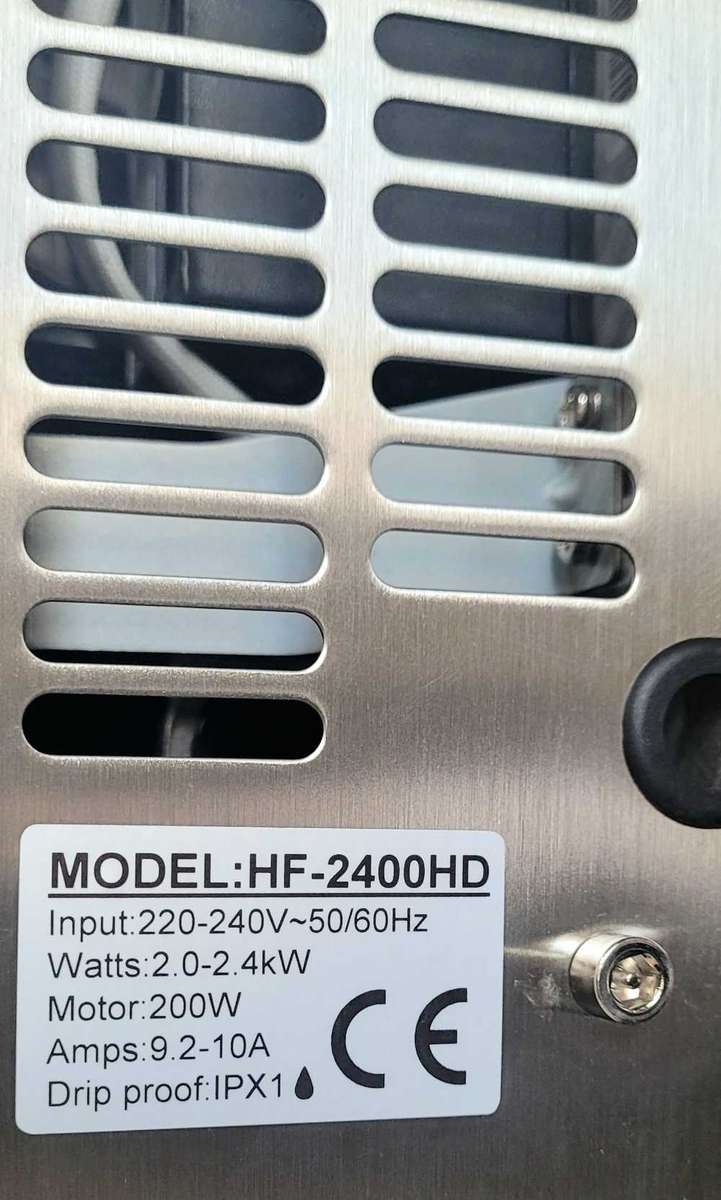 MODEL:HF-2400HD
Input:220-240V~50/60Hz
Watts:2.0-2.4kW
Motor:200W
Amps:9.2-10A
Drip proof:IPX1
CE